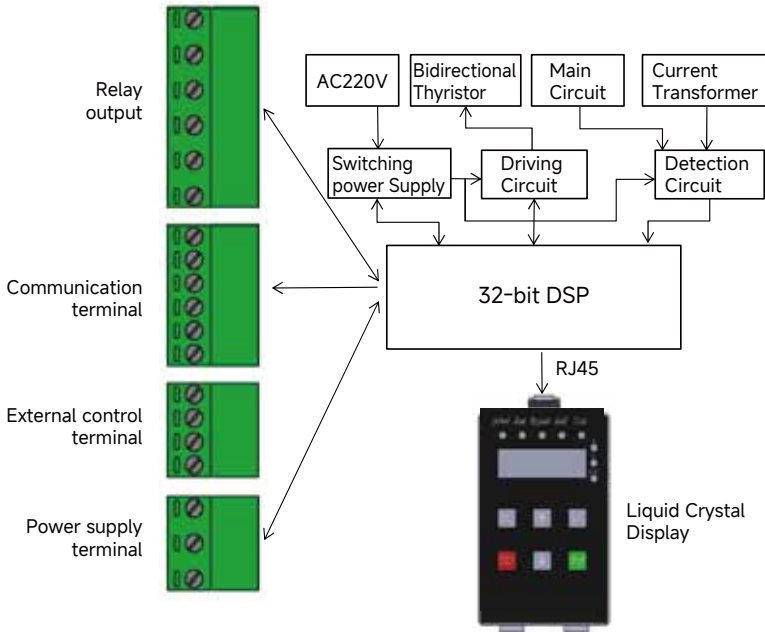 Relay
output
AC220V
Bidirectional
Thyristor
Main
Circuit
Current
Transformer
Switching
power Supply
Driving
Circuit
Detection
Circuit
Communication
terminal
32-bit DSP
RJ45
External control
terminal
Power supply
terminal
Liquid Crystal
Display